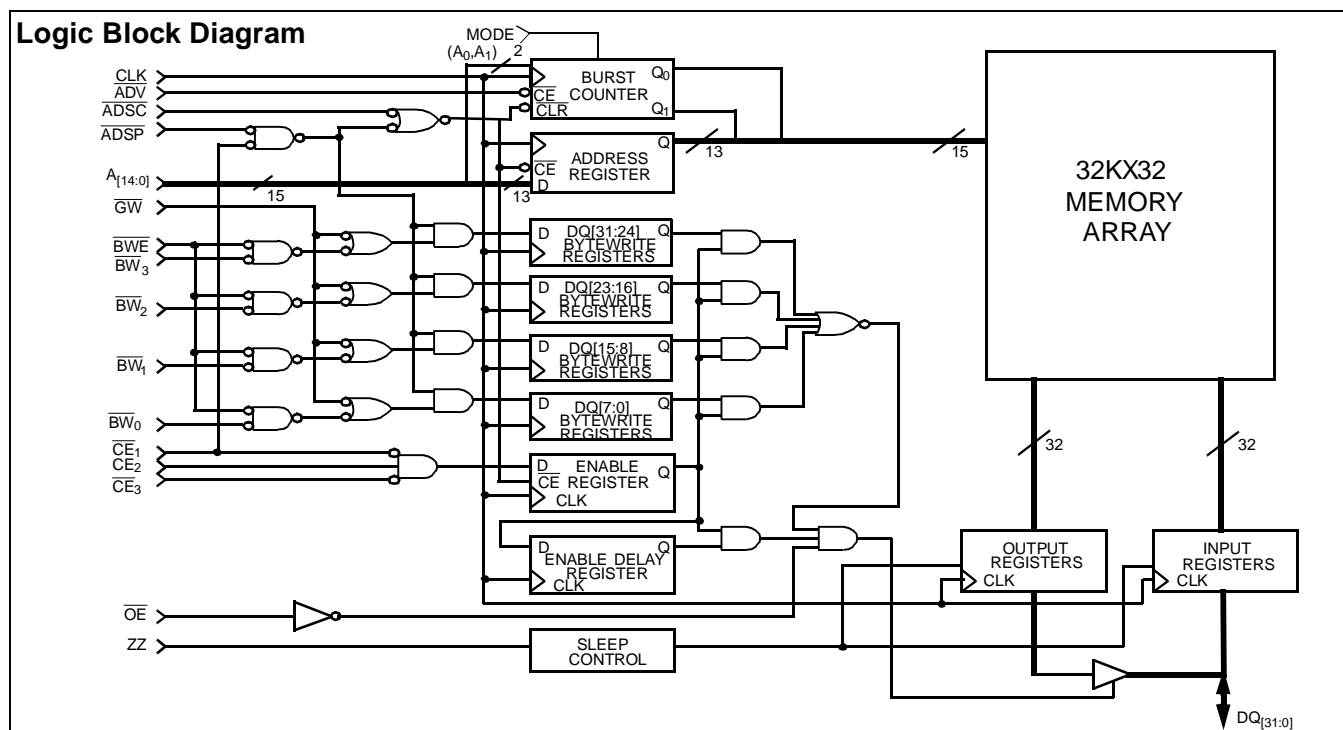 Logic Block Diagram
MODE
(A0,A1) 2
CLK
ADV
ADSC
ADSP
A[14:0]
15
GW
BWE
BW3
BW2
BW1
BW0
CE1
CE2
CE3
OE
ZZ
BURST Q0
COUNTER
CE
CLR Q1
ADDRESS Q
REGISTER
CE
D
13
13
15
D DQ[31:24] Q
BYTEWRITE
REGISTERS
D DQ[23:16] Q
BYTEWRITE
REGISTERS
D DQ[15:8] Q
BYTEWRITE
REGISTERS
D DQ[7:0] Q
BYTEWRITE
REGISTERS
D ENABLE Q
CE REGISTER
CLK
D Q
ENABLE DELAY
REGISTER
CLK
SLEEP
CONTROL
32KX32
MEMORY
ARRAY
32
32
OUTPUT
REGISTERS
CLK
INPUT
REGISTERS
CLK
DQ[31:0]